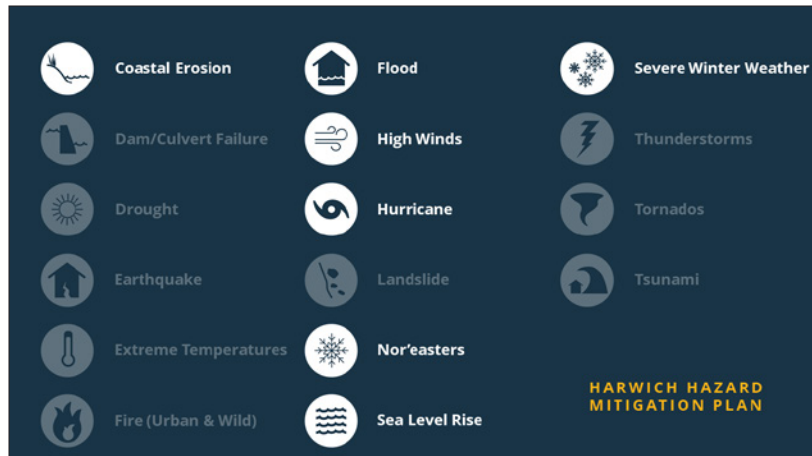 Coastal Erosion
Dam/Culvert Failure
Drought
Earthquake
Extreme Temperatures
Fire (Urban & Wild)
Flood
High Winds
Hurricane
Landslide
Nor'easters
Sea Level Rise
Severe Winter Weather
Thunderstorms
Tornados
Tsunami
HARWICH HAZARD
MITIGATION PLAN